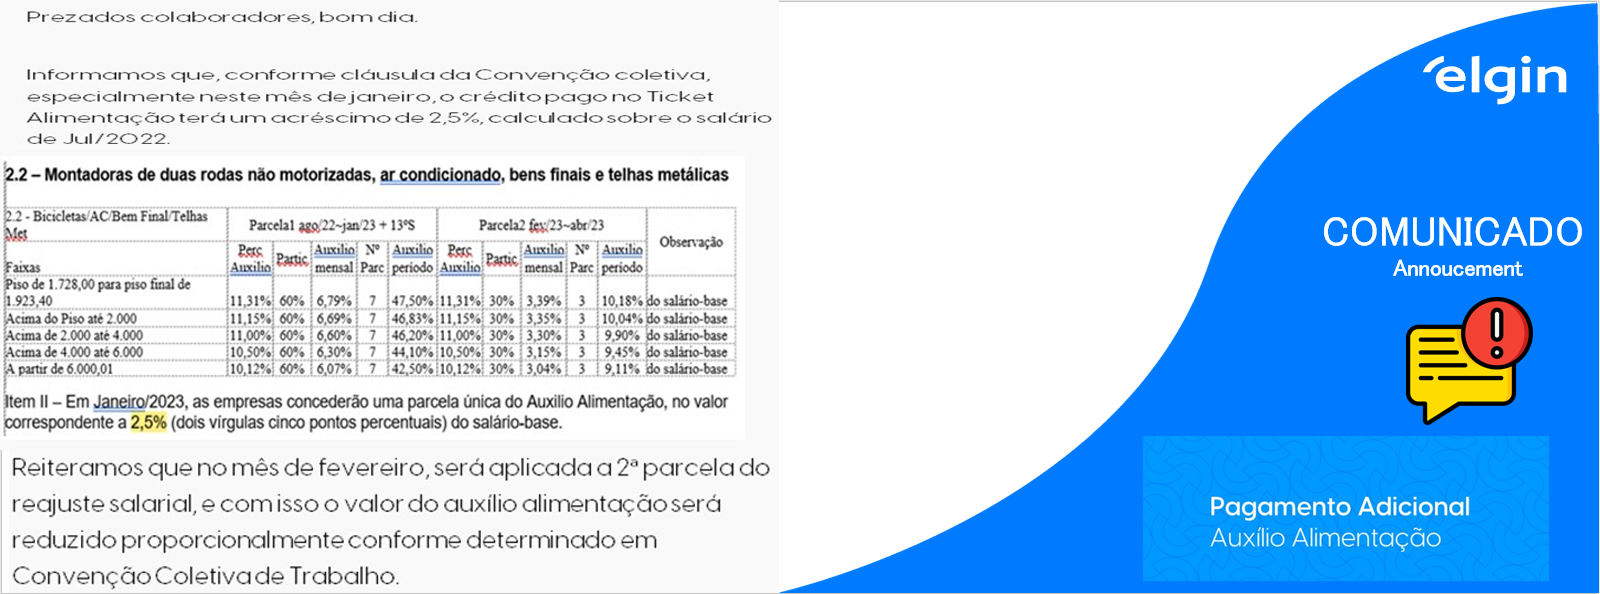 Prezados colaboradores, bom dia.
Informamos que, conforme cláusula da Convenção coletiva,
especialmente neste mês de janeiro, o crédito pago no Ticket
Alimentação terá um acréscimo de 2,5%, calculado sobre o salário
de Jul/2022.
2.2 – Montadoras de duas rodas não motorizadas, ar condicionado, bens finais e telhas metálicas
2.2 - Bicicletas/AC/Bem Final/Telhas Met Parcela1 ago/22~jan/23 + 13ºS Parcela2 fev/23~abr/23 Observação
Faixas Perc Auxilio Partic Auxilio mensal Nº Parc Auxilio periodo Perc Auxilio Partic Auxilio mensal Nº Parc Auxilio periodo
Piso de 1.728,00 para piso final de
1.923,40 11,31% 60% 6,79% 7 47,50% 11,31% 30% 3,39% 3 10,18% do salário-base
Acima do Piso até 2.000 11,15% 60% 6,69% 7 46,83% 11,15% 30% 3,35% 3 10,04% do salário-base
Acima de 2.000 até 4.000 11,00% 60% 6,60% 7 46,20% 11,00% 30% 3,30% 3 9,90% do salário-base
Acima de 4.000 até 6.000 10,50% 60% 6,30% 7 44,10% 10,50% 30% 3,15% 3 9,45% do salário-base
A partir de 6.000,01 10,12% 60% 6,07% 7 42,50% 10,12% 30% 3,04% 3 9,11% do salário-base
Item II – Em Janeiro/2023, as empresas concederão uma parcela única do Auxilio Alimentação, no valor
correspondente a 2,5% (dois vírgulas cinco pontos percentuais) do salário-base.
Reiteramos que no mês de fevereiro, será aplicada a 2ª parcela do
reajuste salarial, e com isso o valor do auxílio alimentação será
reduzido proporcionalmente conforme determinado em
Convenção Coletiva de Trabalho.
elgin
COMUNICADO
Annoucement
Pagamento Adicional
Auxílio Alimentação